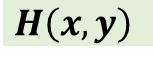 H(x, y)